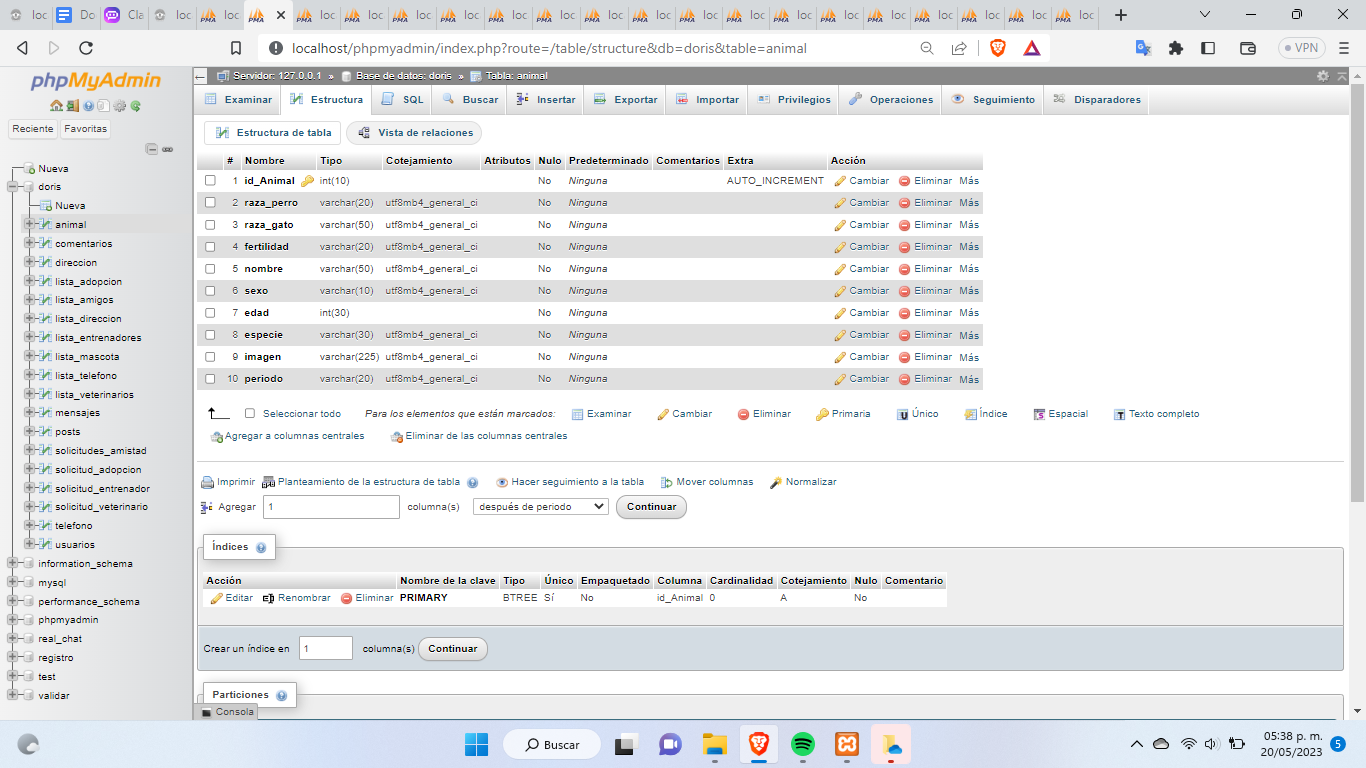 loc Do Cla loc loc loc loc loc loc loc loc loc loc loc loc loc loc loc loc loc loc
localhost/phpmyadmin/index.php?route=/table/structure&db=doris&table=animal VPN
phpMyAdmin
Reciente Favoritas
Nueva
doris
Nueva
animal
comentarios
direccion
lista_adopcion
lista_amigos
lista_direccion
lista_entrenadores
lista_mascota
lista_telefono
lista_veterinarios
mensajes
posts
solicitudes_amistad
solicitud_adopcion
solicitud_entrenador
solicitud_veterinario
telefono
usuarios
information_schema
mysql
performance_schema
phpmyadmin
real_chat
registro
test
validar
Servidor: 127.0.0.1 » Base de datos: doris » Tabla: animal
Examinar Estructura SQL Buscar Insertar Exportar Importar Privilegios Operaciones Seguimiento Disparadores
Estructura de tabla Vista de relaciones
# Nombre Tipo Cotejamiento Atributos Nulo Predeterminado Comentarios Extra Acción
1 id_Animal int(10) No Ninguna AUTO_INCREMENT Cambiar Eliminar Más
2 raza_perro varchar(20) utf8mb4_general_ci No Ninguna Cambiar Eliminar Más
3 raza_gato varchar(50) utf8mb4_general_ci No Ninguna Cambiar Eliminar Más
4 fertilidad varchar(20) utf8mb4_general_ci No Ninguna Cambiar Eliminar Más
5 nombre varchar(50) utf8mb4_general_ci No Ninguna Cambiar Eliminar Más
6 sexo varchar(10) utf8mb4_general_ci No Ninguna Cambiar Eliminar Más
7 edad int(30) No Ninguna Cambiar Eliminar Más
8 especie varchar(30) utf8mb4_general_ci No Ninguna Cambiar Eliminar Más
9 imagen varchar(225) utf8mb4_general_ci No Ninguna Cambiar Eliminar Más
10 periodo varchar(20) utf8mb4_general_ci No Ninguna Cambiar Eliminar Más
Seleccionar todo Para los elementos que están marcados: Examinar Cambiar Eliminar Primaria Único Índice Espacial Texto completo
Agregar a columnas centrales Eliminar de las columnas centrales
Imprimir Planteamiento de la estructura de tabla Hacer seguimiento a la tabla Mover columnas Normalizar
Agregar 1 columna(s) después de periodo Continuar
Índices
Acción Nombre de la clave Tipo Único Empaquetado Columna Cardinalidad Cotejamiento Nulo Comentario
Editar Renombrar Eliminar PRIMARY BTREE Sí No id_Animal 0 A No
Crear un índice en 1 columna(s) Continuar
Particiones
Consola
Buscar
05:38 p. m.
20/05/2023 5